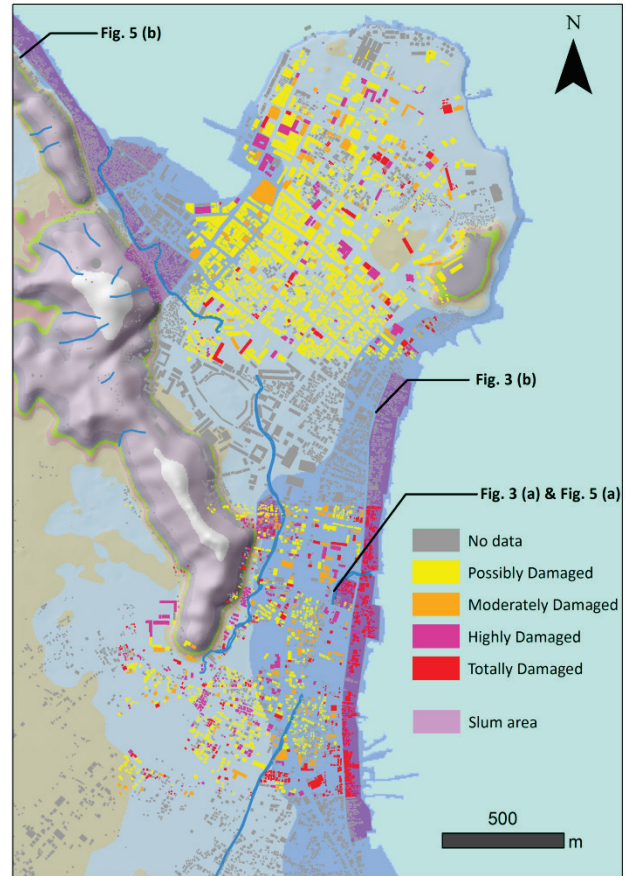 Fig. 5 (b)
N
Fig. 3 (b)
Fig. 3 (a) & Fig. 5 (a)
No data
Possibly Damaged
Moderately Damaged
Highly Damaged
Totally Damaged
Slum area
500
m